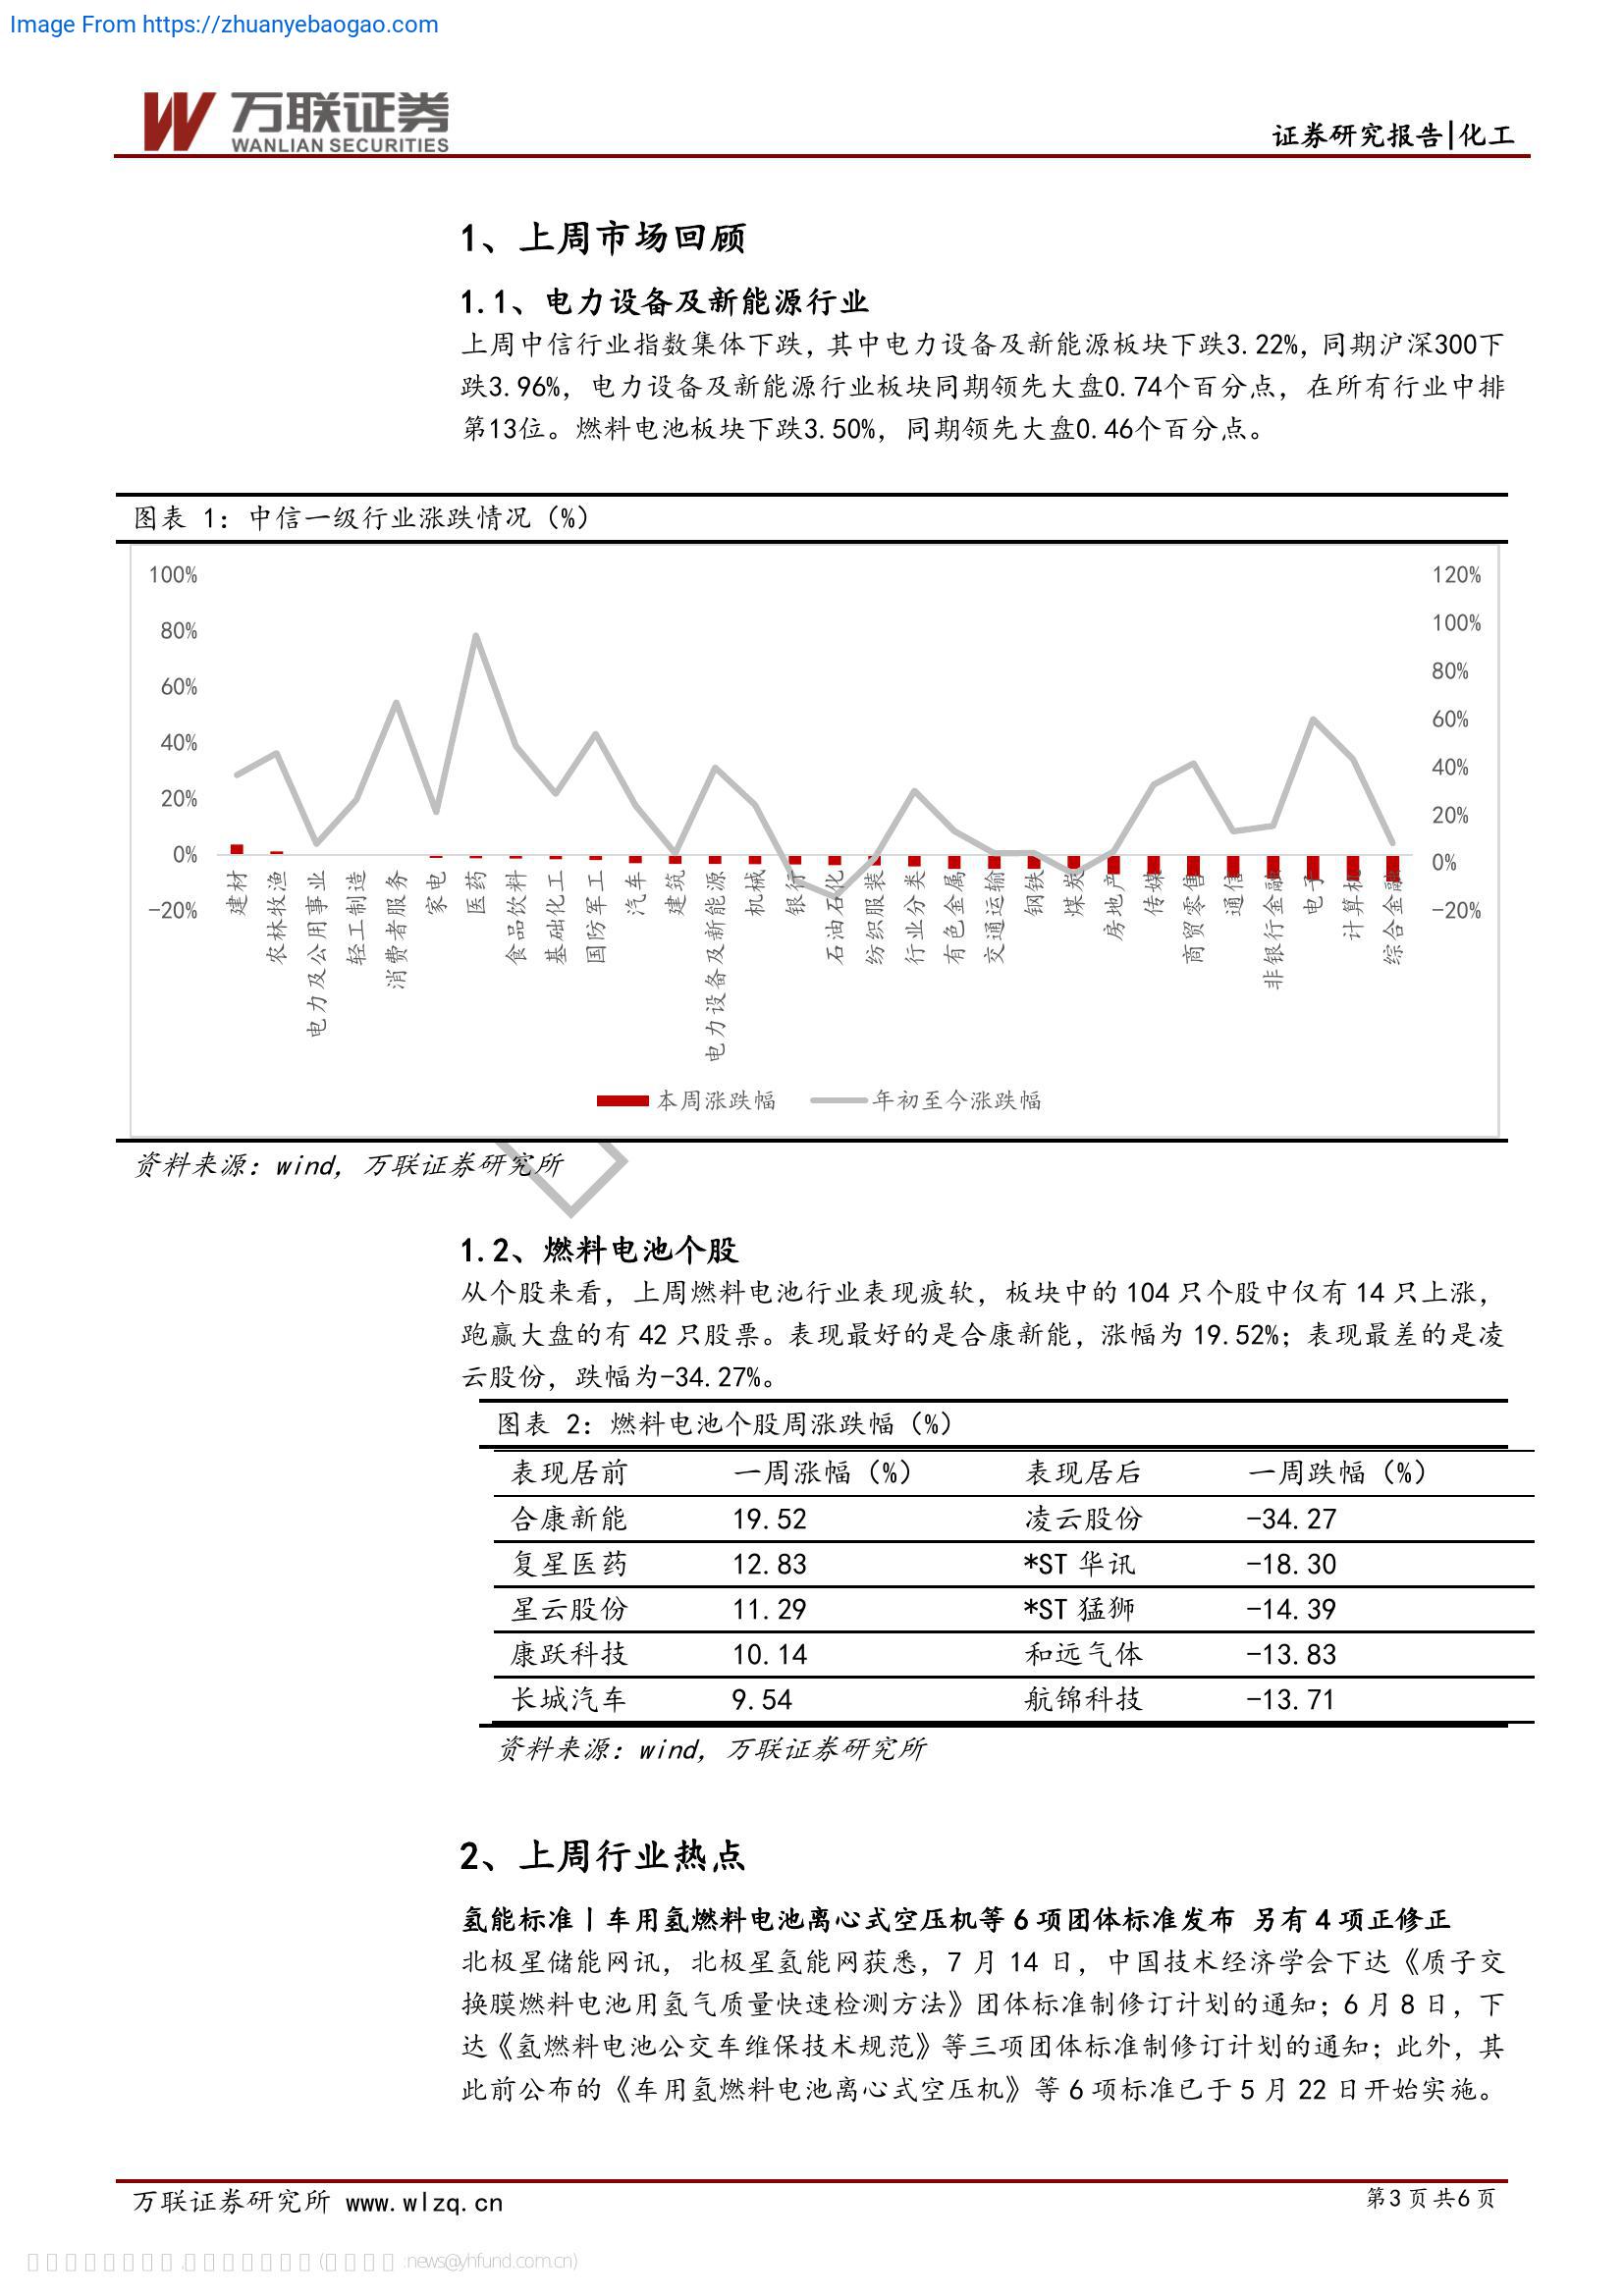 Image From https://zhuanyebaogao.com
万联证券
WANLIAN SECURITIES
证券研究报告|化工
1、上周市场回顾
1.1、电力设备及新能源行业
上周中信行业指数集体下跌，其中电力设备及新能源板块下跌3.22%，同期沪深300下
跌3.96%，电力设备及新能源行业板块同期领先大盘0.74个百分点，在所有行业中排
第13位。燃料电池板块下跌3.50%，同期领先大盘0.46个百分点。
图表 1：中信一级行业涨跌情况（%）
100%
80%
60%
40%
20%
0%
-20%
120%
100%
80%
60%
40%
20%
0%
-20%
建材
农林牧渔
电力及公用事业
轻工制造
消费者服务
家电
医药
食品饮料
基础化工
国防军工
汽车
建筑
电力设备及新能源
机械
银行
石油石化
纺织服装
行业分类
有色金属
交通运输
钢铁
煤炭
房地产
传媒
商贸零售
通信
非银行金融
电子
计算机
综合金融
本周涨跌幅 年初至今涨跌幅
资料来源：wind，万联证券研究所
1.2、燃料电池个股
从个股来看，上周燃料电池行业表现疲软，板块中的 104 只个股中仅有 14 只上涨，
跑赢大盘的有 42 只股票。表现最好的是合康新能，涨幅为 19.52%；表现最差的是凌
云股份，跌幅为-34.27%。
图表 2：燃料电池个股周涨跌幅（%）
表现居前 一周涨幅（%） 表现居后 一周跌幅（%）
合康新能 19.52 凌云股份 -34.27
复星医药 12.83 *ST 华讯 -18.30
星云股份 11.29 *ST 猛狮 -14.39
康跃科技 10.14 和远气体 -13.83
长城汽车 9.54 航锦科技 -13.71
资料来源：wind，万联证券研究所
2、上周行业热点
氢能标准丨车用氢燃料电池离心式空压机等 6 项团体标准发布 另有 4 项正修正
北极星储能网讯，北极星氢能网获悉，7 月 14 日，中国技术经济学会下达《质子交
换膜燃料电池用氢气质量快速检测方法》团体标准制修订计划的通知；6 月 8 日，下
达《氢燃料电池公交车维保技术规范》等三项团体标准制修订计划的通知；此外，其
此前公布的《车用氢燃料电池离心式空压机》等 6 项标准已于 5 月 22 日开始实施。
万联证券研究所 www.wlzq.cn
第 3 页 共 6 页
news@yhfund.com.cn)